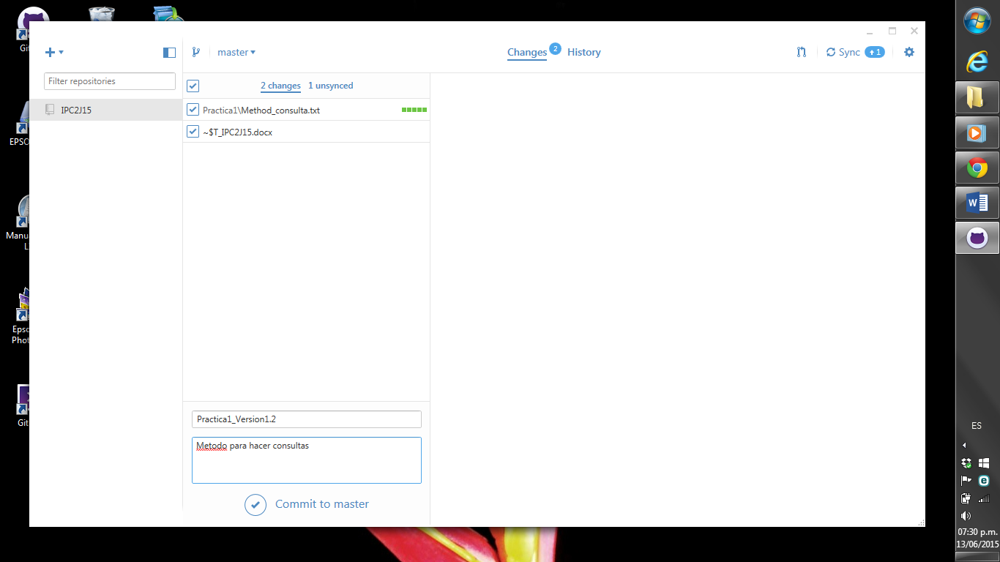 Git
EPSO
Manu
L
Epso
Phot
Git
master
Changes 2 History
Sync 1
Filter repositories
IPC2J15
2 changes 1 unsynced
Practica1\Method_consulta.txt
~$T_IPC2J15.docx
Practica1_Version1.2
Metodo para hacer consultas
Commit to master
ES
07:30 p.m.
13/06/2015